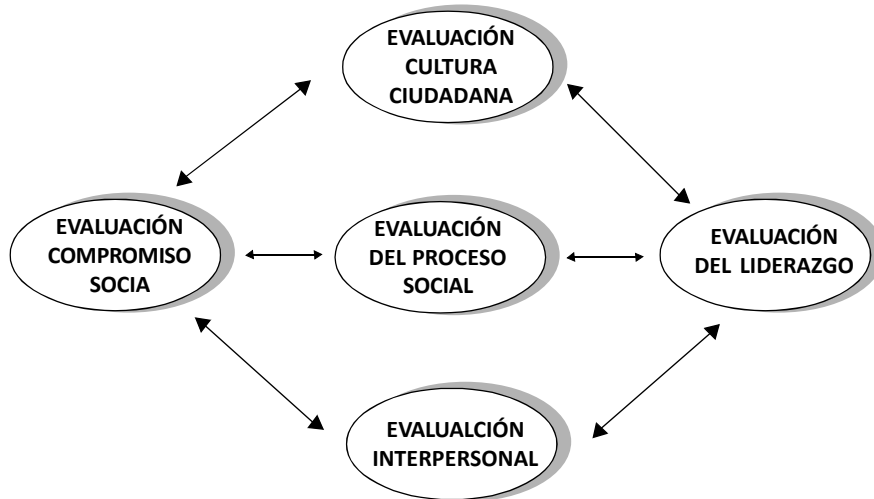 EVALUACIÓN
CULTURA
CIUDADANA
EVALUACIÓN
COMPROMISO
SOCIA
EVALUACIÓN
DEL PROCESO
SOCIAL
EVALUACIÓN
DEL LIDERAZGO
EVALUALCIÓN
INTERPERSONAL